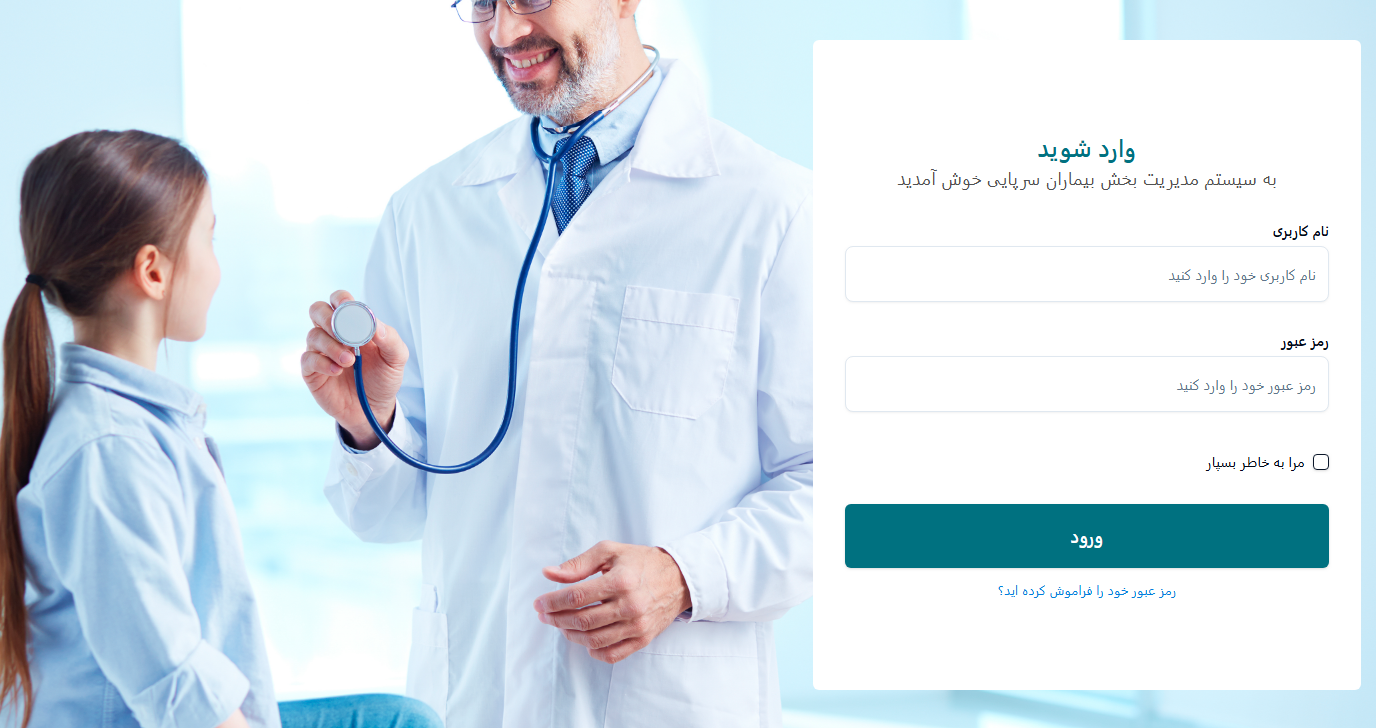 وارد شوید
به سیستم مدیریت بخش بیماران سرپایی خوش آمدید
نام کاربری
نام کاربری خود را وارد کنید
رمز عبور
رمز عبور خود را وارد کنید
مرا به خاطر بسپار
ورود
رمز عبور خود را فراموش کرده اید؟